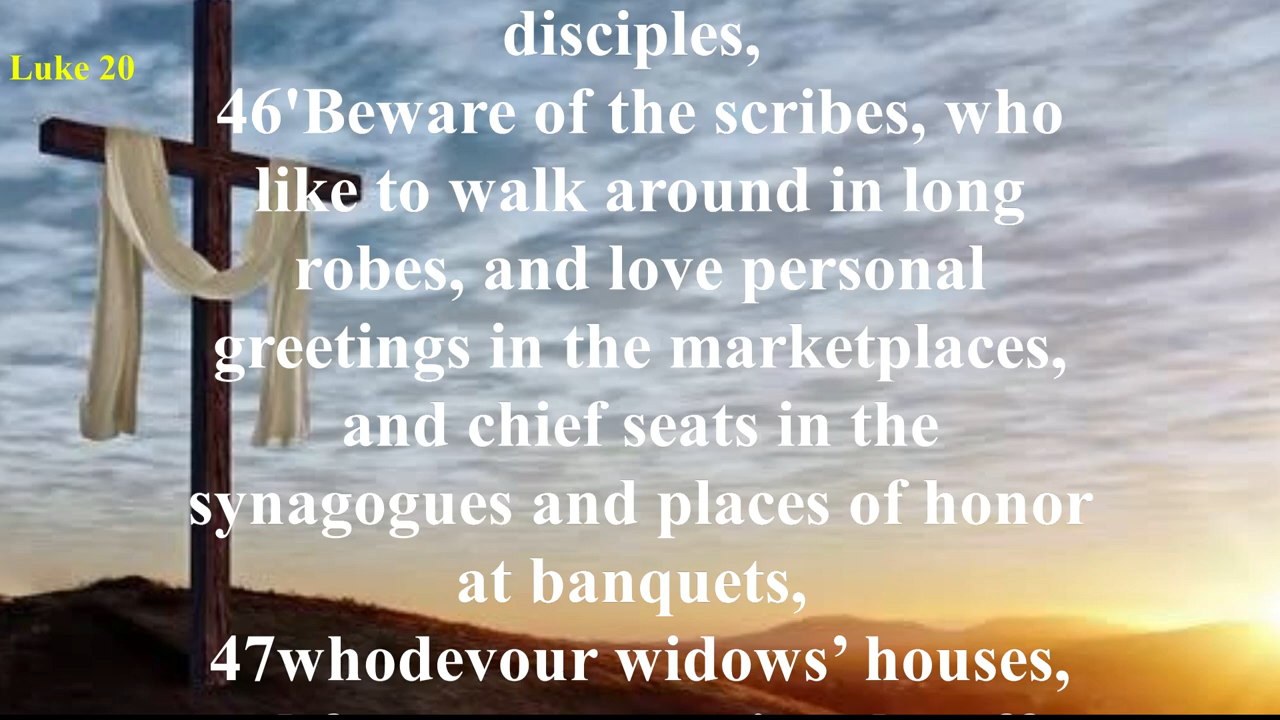 disciples,
Luke 20
46'Beware of the scribes, who
like to walk around in long
robes, and love personal
greetings in the marketplaces,
and chief seats in the
synagogues and places of honor
at banquets,
47whodevour widows’ houses,